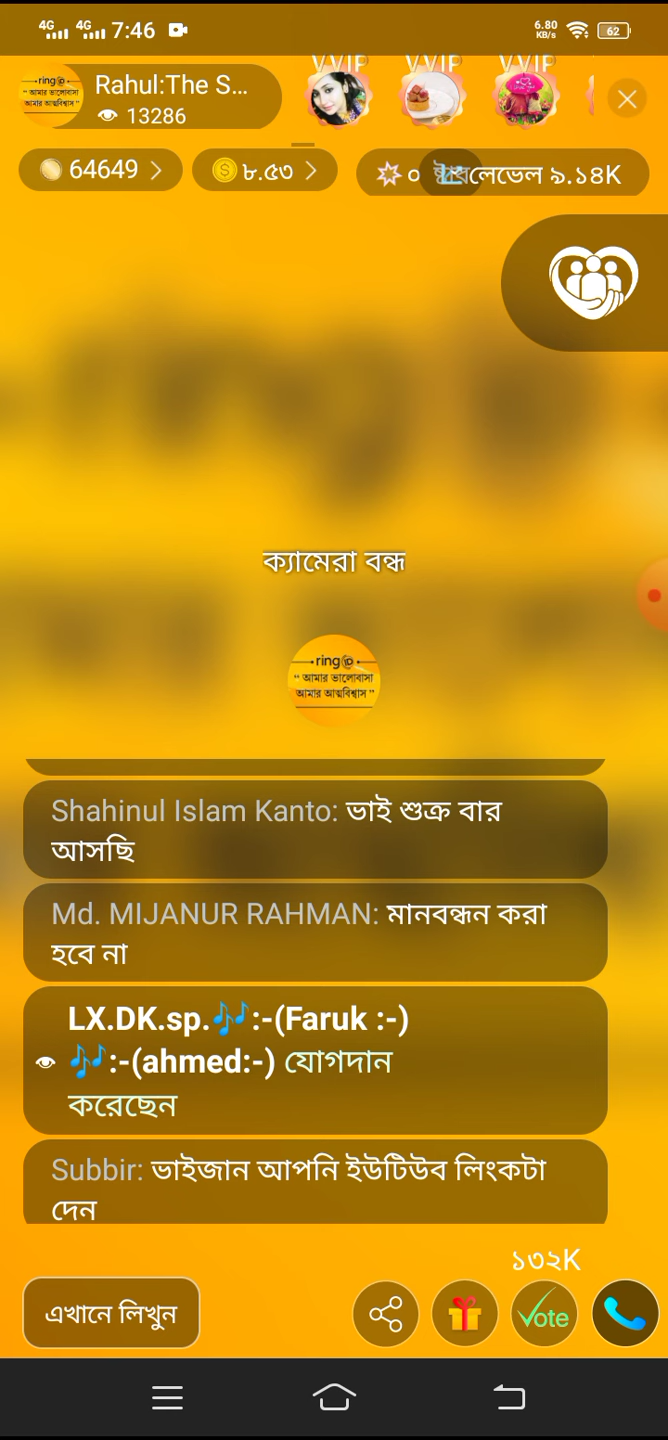 4G 4G 7:46 6.80 KB/s 62
Rahul:The S...
13286
VVIP VVIP VVIP
64649 ৮.৫৩ ০ লেভেল ৯.১৪K
ক্যামেরা বন্ধ
ring
“ আমার ভালোবাসা
আমার আত্মবিশ্বাস ”
Shahinul Islam Kanto: ভাই শুক্র বার
আসছি
Md. MIJANUR RAHMAN: মানবন্ধন করা
হবে না
LX.DK.sp.🎶:-(Faruk :-)
🎶:-(ahmed:-) যোগদান
করেছেন
Subbir: ভাইজান আপনি ইউটিউব লিংকটা
দেন
১৩২K
এখানে লিখুন Vote